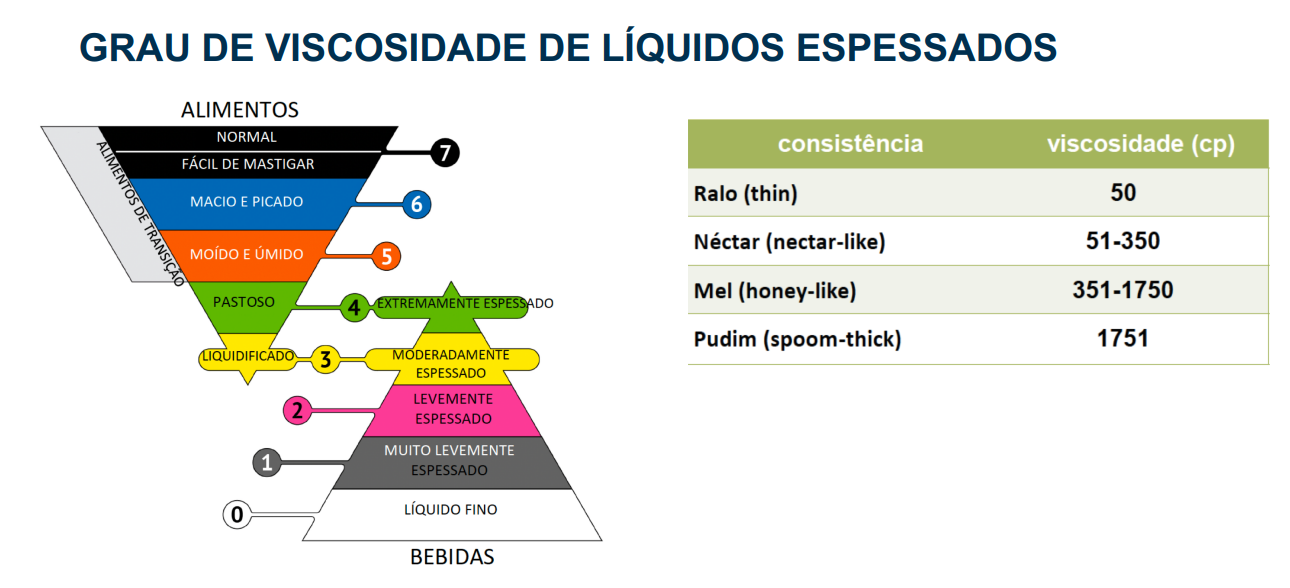 GRAU DE VISCOSIDADE DE LÍQUIDOS ESPESSADOS
ALIMENTOS
NORMAL
FÁCIL DE MASTIGAR
7
MACIO E PICADO
6
MOÍDO E ÚMIDO
5
ALIMENTOS DE TRANSIÇÃO
PASTOSO
4
EXTREMAMENTE ESPESSADO
LIQUIDIFICADO
3
MODERADAMENTE
ESPESSADO
2
LEVEMENTE
ESPESSADO
1
MUITO LEVEMENTE
ESPESSADO
0
LÍQUIDO FINO
BEBIDAS
consistência viscosidade (cp)
Ralo (thin) 50
Néctar (nectar-like) 51-350
Mel (honey-like) 351-1750
Pudim (spoom-thick) 1751